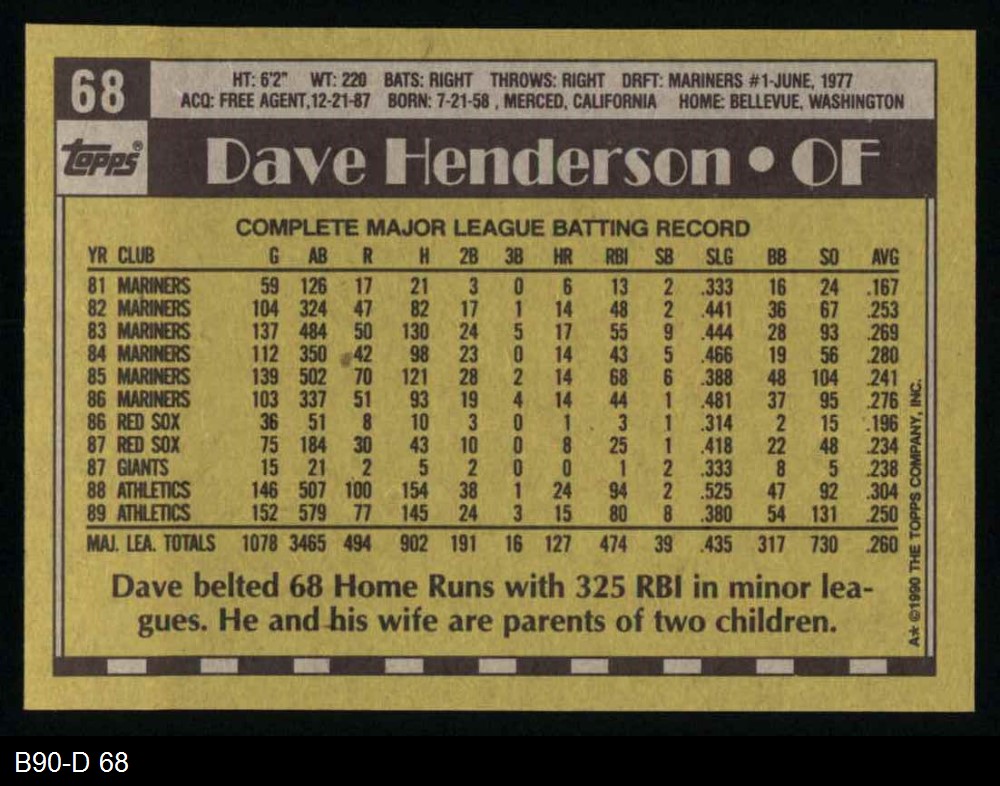 68
HT: 6'2" WT: 220 BATS: RIGHT THROWS: RIGHT DRFT: MARINERS #1-JUNE, 1977
ACQ: FREE AGENT,12-21-87 BORN: 7-21-58 , MERCED, CALIFORNIA HOME: BELLEVUE, WASHINGTON
topps®
Dave Henderson • OF
COMPLETE MAJOR LEAGUE BATTING RECORD
YR CLUB G AB R H 2B 3B HR RBI SB SLG BB SO AVG
81 MARINERS 59 126 17 21 3 0 6 13 2 .333 16 24 .167
82 MARINERS 104 324 47 82 17 1 14 48 2 .441 36 67 .253
83 MARINERS 137 484 50 130 24 5 17 55 9 .444 28 93 .269
84 MARINERS 112 350 42 98 23 0 14 43 5 .466 19 56 .280
85 MARINERS 139 502 70 121 28 2 14 68 6 .388 48 104 .241
86 MARINERS 103 337 51 93 19 4 14 44 1 .481 37 95 .276
86 RED SOX 36 51 8 10 3 0 1 3 1 .314 2 15 .196
87 RED SOX 75 184 30 43 10 0 8 25 1 .418 22 48 .234
87 GIANTS 15 21 2 5 2 0 0 1 2 .333 8 5 .238
88 ATHLETICS 146 507 100 154 38 1 24 94 2 .525 47 92 .304
89 ATHLETICS 152 579 77 145 24 3 15 80 8 .380 54 131 .250
MAJ. LEA. TOTALS 1078 3465 494 902 191 16 127 474 39 .435 317 730 .260
Dave belted 68 Home Runs with 325 RBI in minor lea-
gues. He and his wife are parents of two children.
A* ©1990 THE TOPPS COMPANY, INC.
B90-D 68